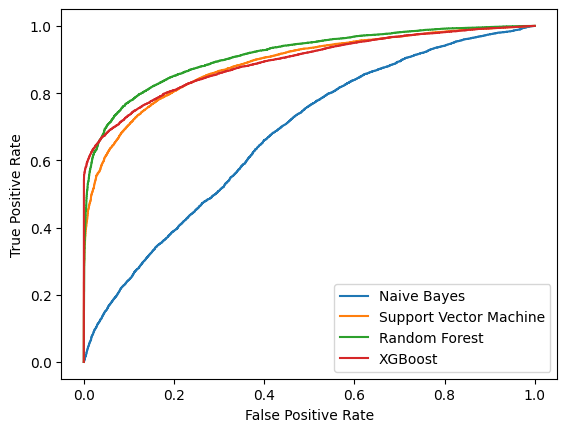 True Positive Rate
1.0
0.8
0.6
0.4
0.2
0.0
Naive Bayes
Support Vector Machine
Random Forest
XGBoost
0.0 0.2 0.4 0.6 0.8 1.0
False Positive Rate